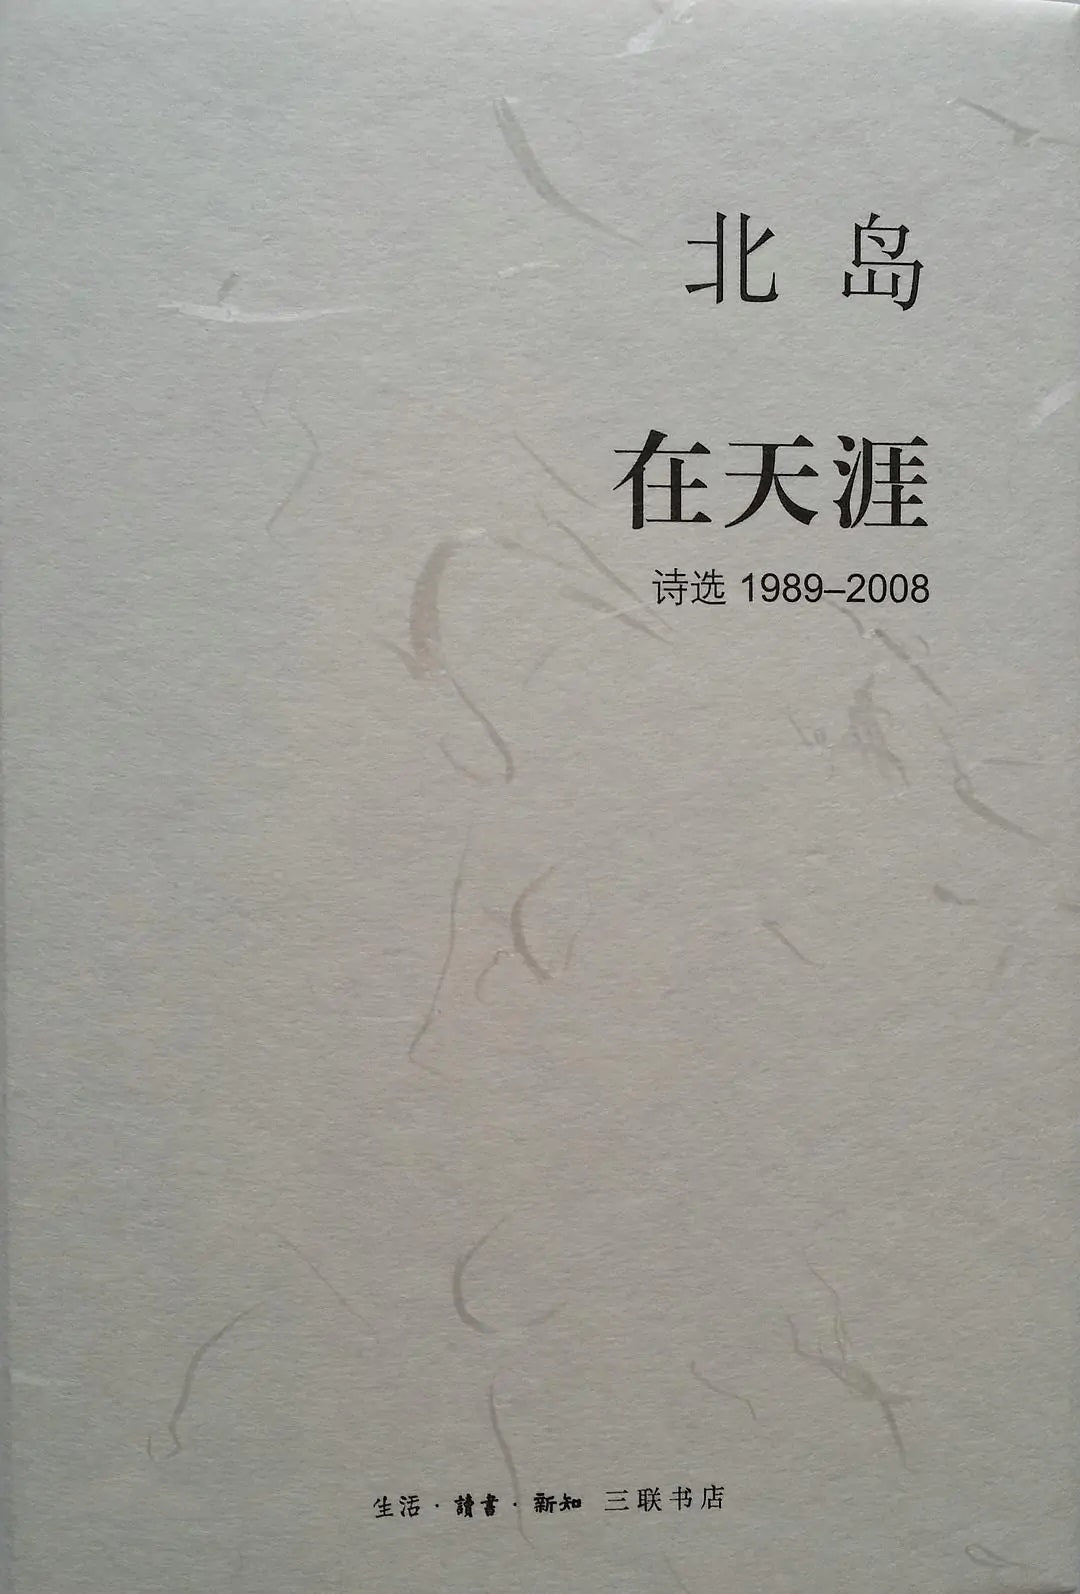 北 岛
在天涯
诗选 1989–2008
生活·讀書·新知 三联书店